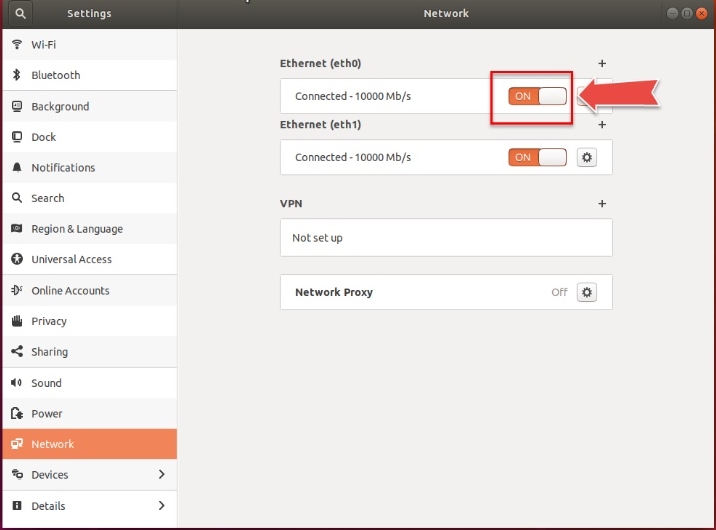 Settings
Network
Wi-Fi
Bluetooth
Background
Dock
Notifications
Search
Region & Language
Universal Access
Online Accounts
Privacy
Sharing
Sound
Power
Network
Devices
Details
Ethernet (eth0)
Connected - 10000 Mb/s
ON
Ethernet (eth1)
Connected - 10000 Mb/s
ON
VPN
Not set up
Network Proxy
Off